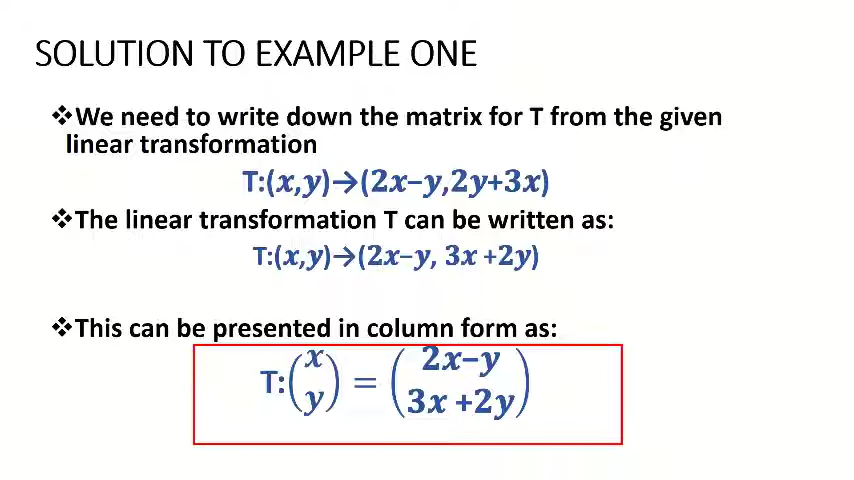 SOLUTION TO EXAMPLE ONE
❖We need to write down the matrix for T from the given
linear transformation
T:(x,y)→(2x−y,2y+3x)
❖The linear transformation T can be written as:
T:(x,y)→(2x−y, 3x +2y)
❖This can be presented in column form as:
T:(x y) = (2x−y 3x +2y)